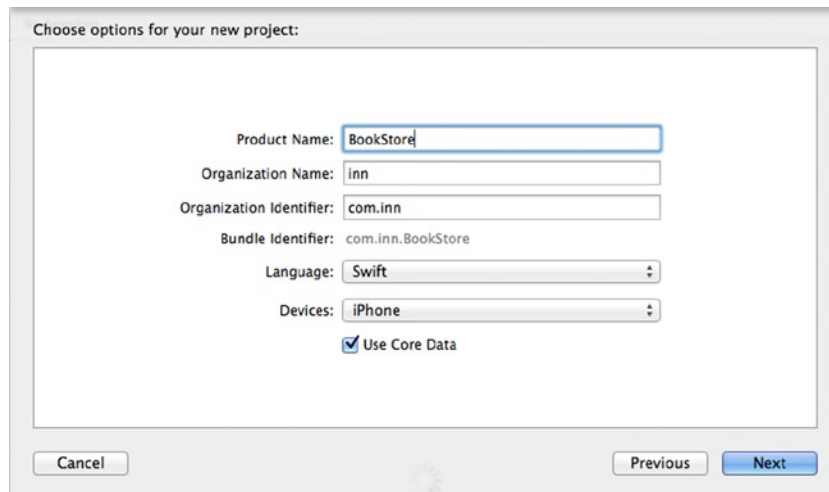 Choose options for your new project:
Product Name: BookStore
Organization Name: inn
Organization Identifier: com.inn
Bundle Identifier: com.inn.BookStore
Language: Swift
Devices: iPhone
Use Core Data
Cancel Previous Next